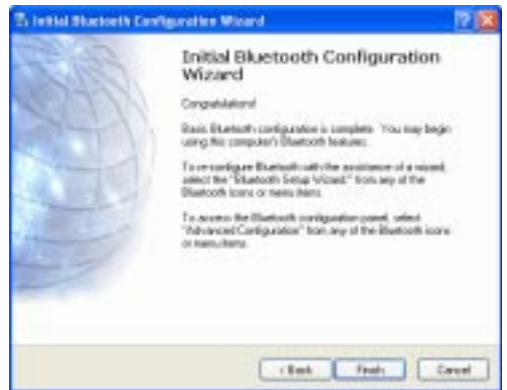 Initial Bluetooth Configuration Wizard
Initial Bluetooth Configuration
Wizard
Congratulations!
Basic Bluetooth configuration is complete. You may begin
using this computer's Bluetooth features.
To re-configure Bluetooth with the assistance of a wizard,
select the "Bluetooth Setup Wizard." from any of the
Bluetooth icons or menu items.
To access the Bluetooth configuration panel, select
"Advanced Configuration" from any of the Bluetooth icons
or menu items.
< Back
Finish
Cancel